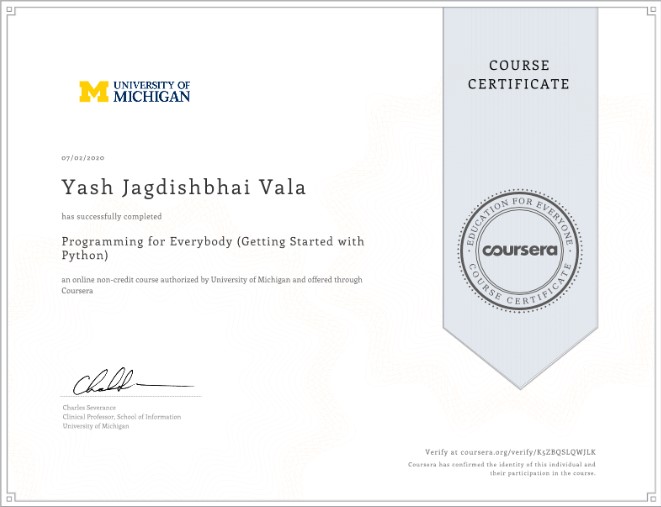 COURSE
CERTIFICATE
UNIVERSITY OF
MICHIGAN
07/02/2020
Yash Jagdishbhai Vala
has successfully completed
Programming for Everybody (Getting Started with
Python)
an online non-credit course authorized by University of Michigan and offered through
Coursera
EDUCATION FOR EVERYONE
coursera
COURSE CERTIFICATE
Charles Severance
Clinical Professor, School of Information
University of Michigan
Verify at coursera.org/verify/K5ZBQSLQWJLK
Coursera has confirmed the identity of this individual and
their participation in the course.